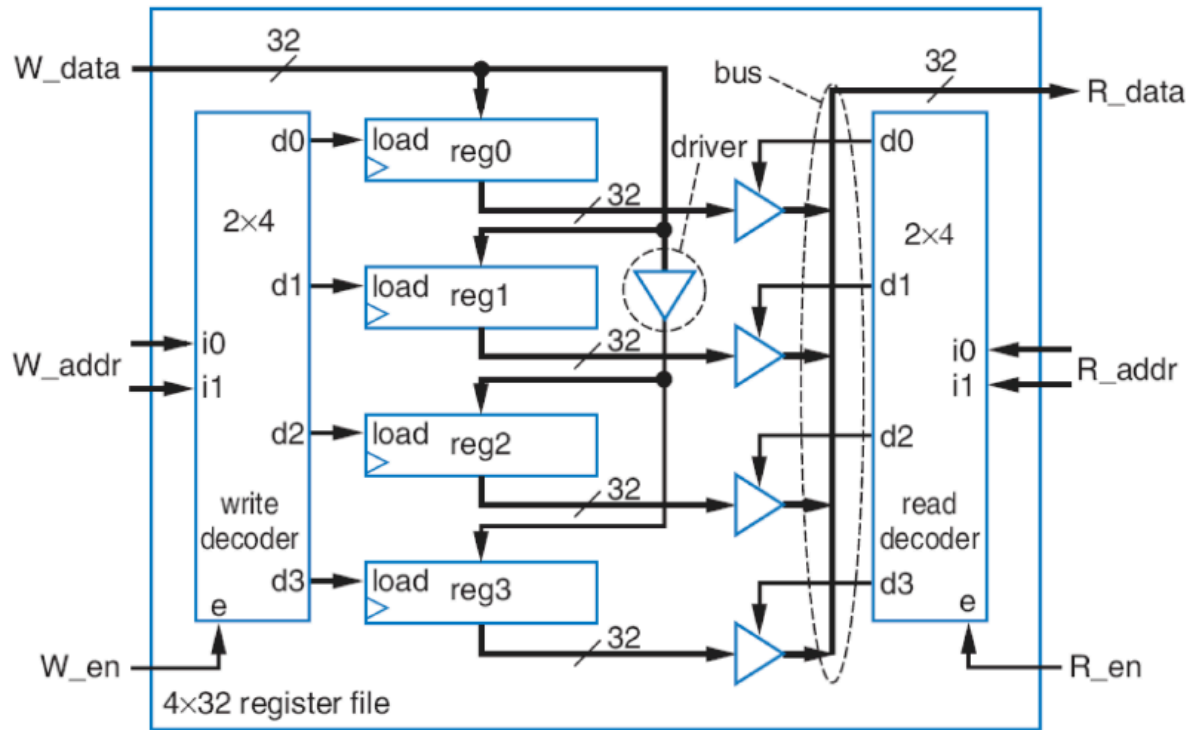 32
W_data
bus
32
R_data
d0
load
reg0
driver
d0
2×4
32
2×4
d1
load
reg1
d1
W_addr
i0
i1
32
i0
i1
R_addr
d2
load
reg2
d2
write
decoder
32
read
decoder
d3
load
reg3
d3
e
32
e
W_en
R_en
4×32 register file